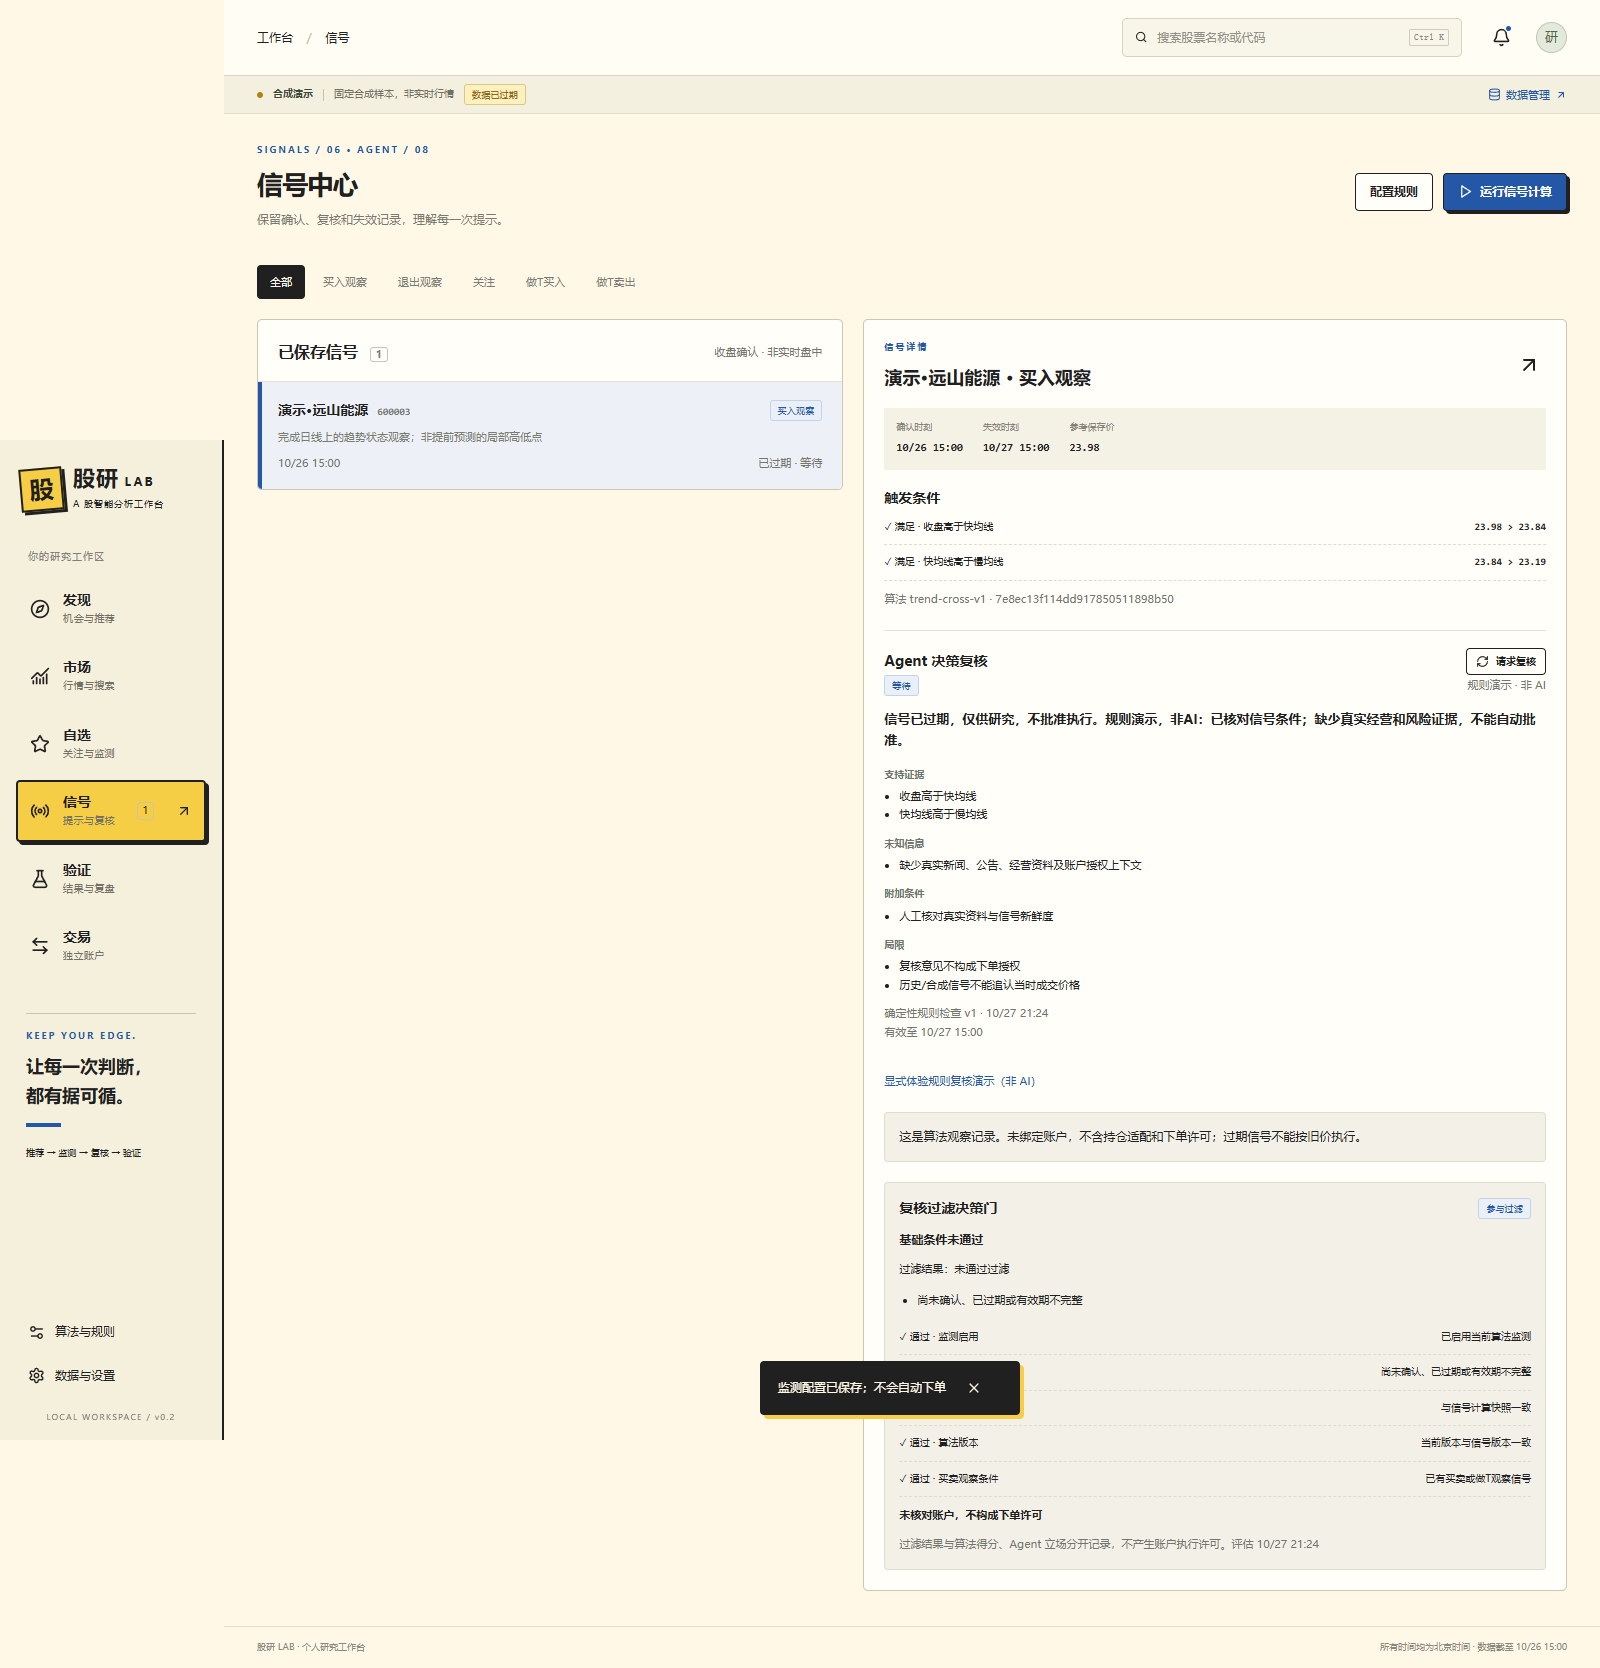 工作台 / 信号
搜索股票名称或代码 Ctrl K
研
合成演示 | 固定合成样本，非实时行情 数据已过期
数据管理
SIGNALS / 06 • AGENT / 08
信号中心
保留确认、复核和失效记录，理解每一次提示。
配置规则
运行信号计算
全部 买入观察 退出观察 关注 做T买入 做T卖出
已保存信号 1
收盘确认 · 非实时盘中
演示•远山能源 600003
买入观察
完成日线上的趋势状态观察；非提前预测的局部高低点
10/26 15:00
已过期 · 等待
股
股研 LAB
A 股智能分析工作台
你的研究工作区
发现
机会与推荐
市场
行情与搜索
自选
关注与监测
信号
提示与复核
1
验证
结果与复盘
交易
独立账户
KEEP YOUR EDGE.
让每一次判断，
都有据可循。
推荐 → 监测 → 复核 → 验证
算法与规则
数据与设置
LOCAL WORKSPACE / v0.2
信号详情
演示•远山能源 • 买入观察
确认时刻 失效时刻 参考保存价
10/26 15:00 10/27 15:00 23.98
触发条件
✓ 满足 · 收盘高于快均线 23.98 > 23.84
✓ 满足 · 快均线高于慢均线 23.84 > 23.19
算法 trend-cross-v1 · 7e8ec13f114dd917850511898b50
Agent 决策复核
请求复核
等待
规则演示 · 非 AI
信号已过期，仅供研究，不批准执行。规则演示，非AI：已核对信号条件；缺少真实经营和风险证据，不能自动批
准。
支持证据
• 收盘高于快均线
• 快均线高于慢均线
未知信息
• 缺少真实新闻、公告、经营资料及账户授权上下文
附加条件
• 人工核对真实资料与信号新鲜度
局限
• 复核意见不构成下单授权
• 历史/合成信号不能追认当时成交价格
确定性规则检查 v1 · 10/27 21:24
有效至 10/27 15:00
显式体验规则复核演示（非 AI）
这是算法观察记录。未绑定账户，不含持仓适配和下单许可；过期信号不能按旧价执行。
复核过滤决策门
参与过滤
基础条件未通过
过滤结果：未通过过滤
• 尚未确认、已过期或有效期不完整
✓ 通过 · 监测启用 已启用当前算法监测
尚未确认、已过期或有效期不完整
监测配置已保存；不会自动下单
与信号计算快照一致
✓ 通过 · 算法版本 当前版本与信号版本一致
✓ 通过 · 买卖观察条件 已有买卖或做T观察信号
未核对账户，不构成下单许可
过滤结果与算法得分、Agent 立场分开记录，不产生账户执行许可。评估 10/27 21:24
股研 LAB · 个人研究工作台
所有时间均为北京时间 · 数据截至 10/26 15:00